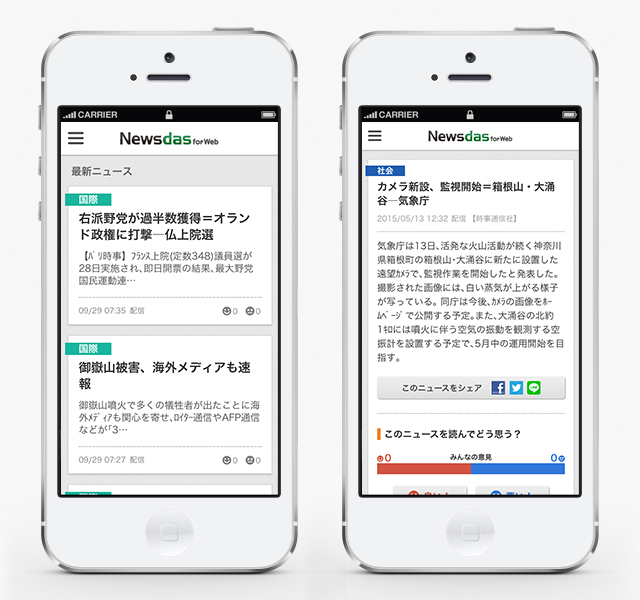 CARRIER
Newsdas for Web
最新ニュース
国際
右派野党が過半数獲得＝オラン
ド政権に打撃―仏上院選
【ﾊﾟﾘ時事】ﾌﾗﾝｽ上院(定数348)議員選が
28日実施され、即日開票の結果、最大野党
国民運動連…
09/29 07:35 配信
0 0
国際
御嶽山被害、海外メディアも速
報
御嶽山噴火で多くの犠牲者が出たことに海
外ﾒﾃﾞｨｱも関心を寄せ、ﾛｲﾀｰ通信やAFP通信
などが「3…
09/29 07:27 配信
0 0
CARRIER
Newsdas for Web
社会
カメラ新設、監視開始＝箱根山・大涌
谷―気象庁
2015/05/13 12:32 配信 【時事通信社】
気象庁は13日、活発な火山活動が続く神奈川
県箱根町の箱根山・大涌谷に新たに設置した
遠望ｶﾒﾗで、監視作業を開始したと発表した。
撮影された画像には、白い蒸気が上がる様子
が写っている。 同庁は今後、ｶﾒﾗの画像をﾎｰ
ﾑﾍﾟｰｼﾞで公開する予定。また、大涌谷の北約
1ｷﾛには噴火に伴う空気の振動を観測する空
振計を設置する予定で、5月中の運用開始を目
指す。
このニュースをシェア
このニュースを読んでどう思う？
0 みんなの意見 0